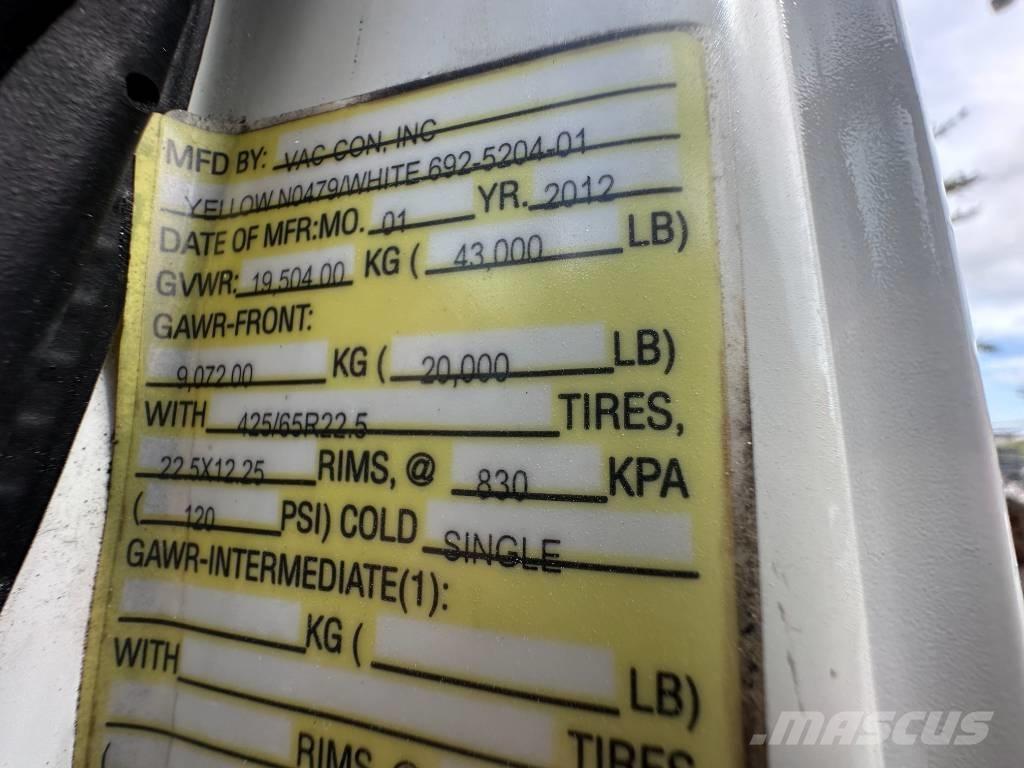 MFD BY: VAC CON, INC
YELLOW N0479/WHITE 692-5204-01
DATE OF MFR:MO. 01 YR. 2012
GVWR: 19,504.00 KG ( 43,000 LB)
GAWR-FRONT:
9,072.00 KG ( 20,000 LB)
WITH 425/65R22.5 TIRES,
22.5X12.25 RIMS, @ 830 KPA
( 120 PSI) COLD SINGLE
GAWR-INTERMEDIATE(1):
KG ( LB)
WITH TIRES
( RIMS, @ KPA
MASCUS